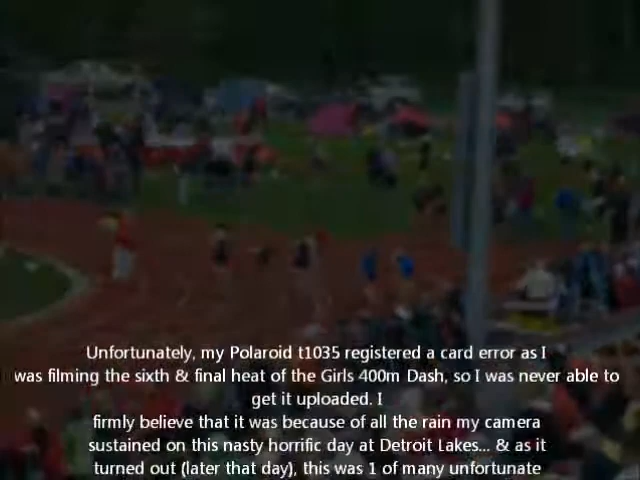 Unfortunately, my Polaroid t1035 registered a card error as I
was filming the sixth & final heat of the Girls 400m Dash, so I was never able to
get it uploaded. I
firmly believe that it was because of all the rain my camera
sustained on this nasty horrific day at Detroit Lakes... & as it
turned out (later that day), this was 1 of many unfortunate